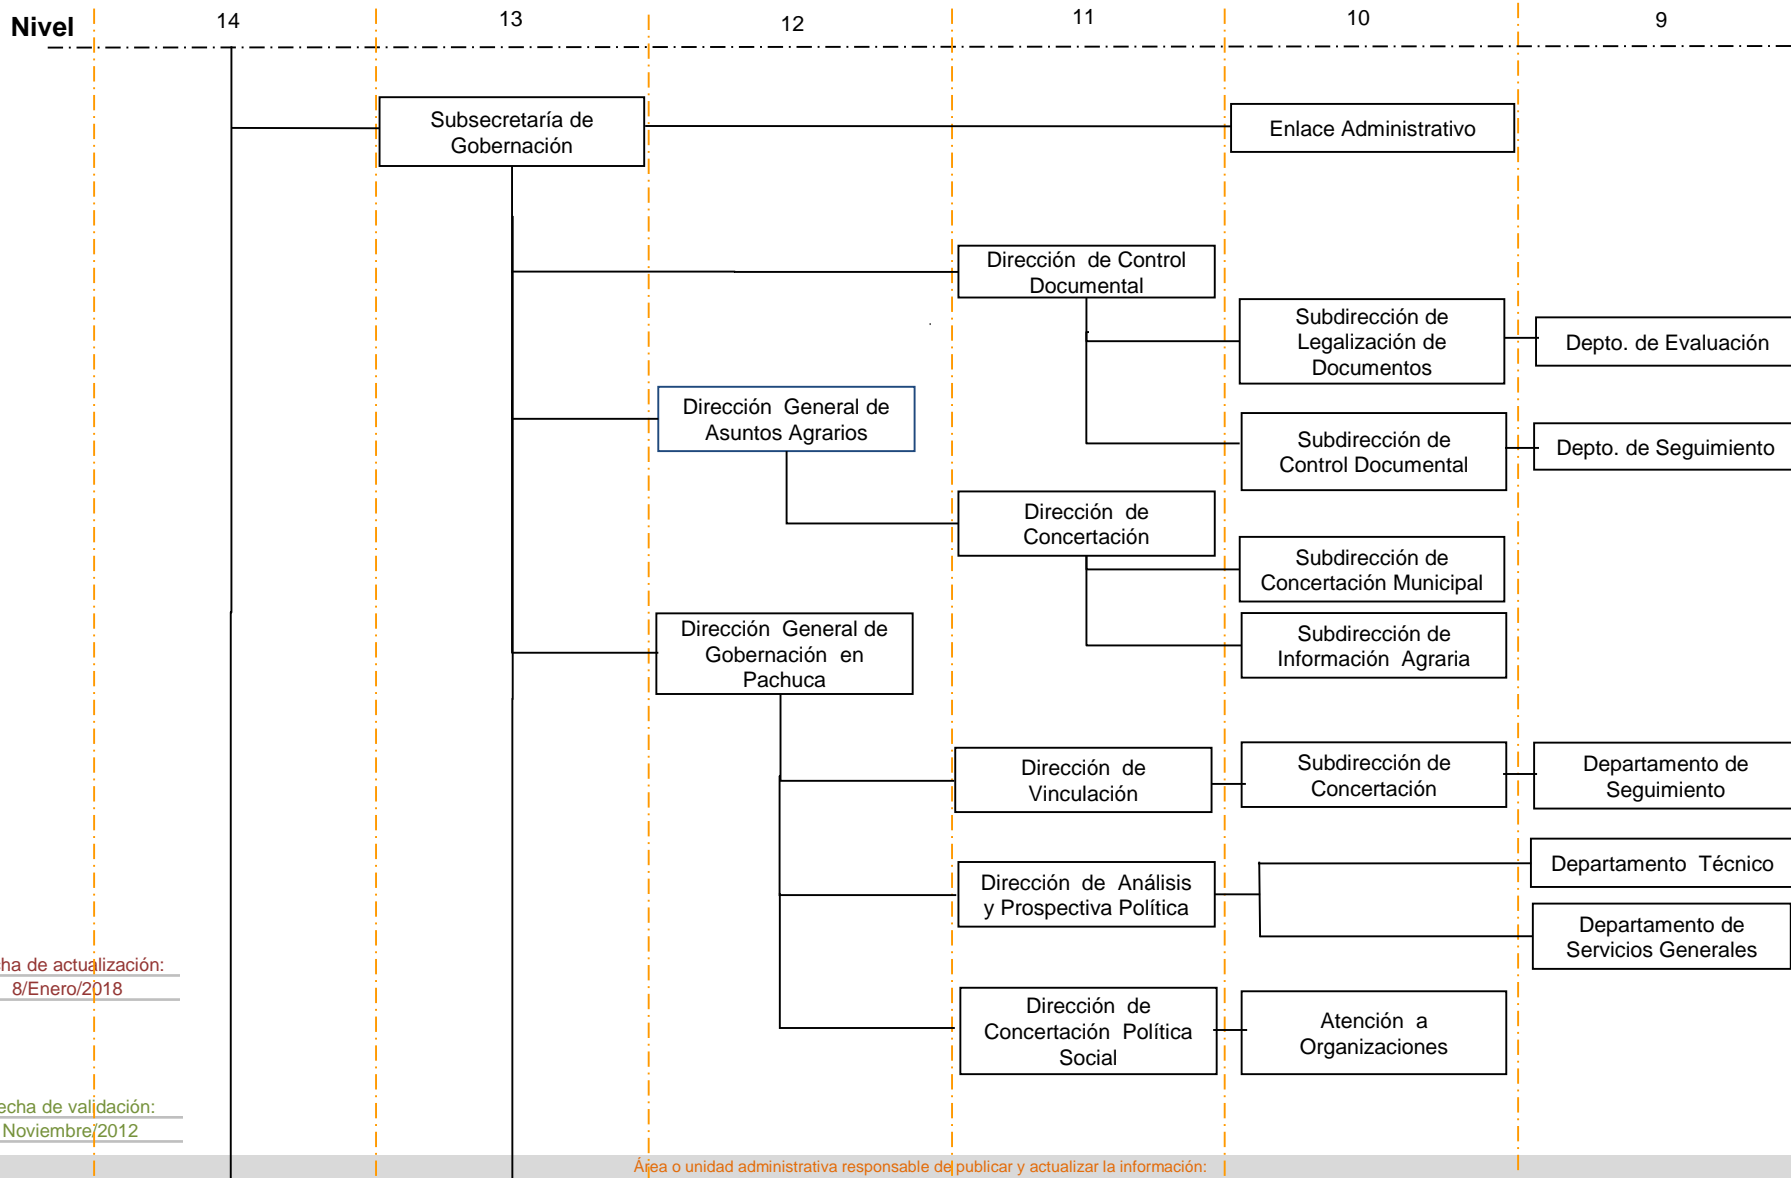 Nivel
14
13
12
11
10
9
Subsecretaría de
Gobernación
Enlace Administrativo
Dirección de Control
Documental
Subdirección de
Legalización de
Documentos
Depto. de Evaluación
Dirección General de
Asuntos Agrarios
Subdirección de
Control Documental
Depto. de Seguimiento
Dirección de
Concertación
Subdirección de
Concertación Municipal
Dirección General de
Gobernación en
Pachuca
Subdirección de
Información Agraria
Dirección de
Vinculación
Subdirección de
Concertación
Departamento de
Seguimiento
Departamento Técnico
Dirección de Análisis
y Prospectiva Política
Departamento de
Servicios Generales
de actualización:
8/Enero/2018
Dirección de
Concertación Política
Social
Atención a
Organizaciones
de validación:
Noviembre/2012
Área o unidad administrativa responsable de publicar y actualizar la información: